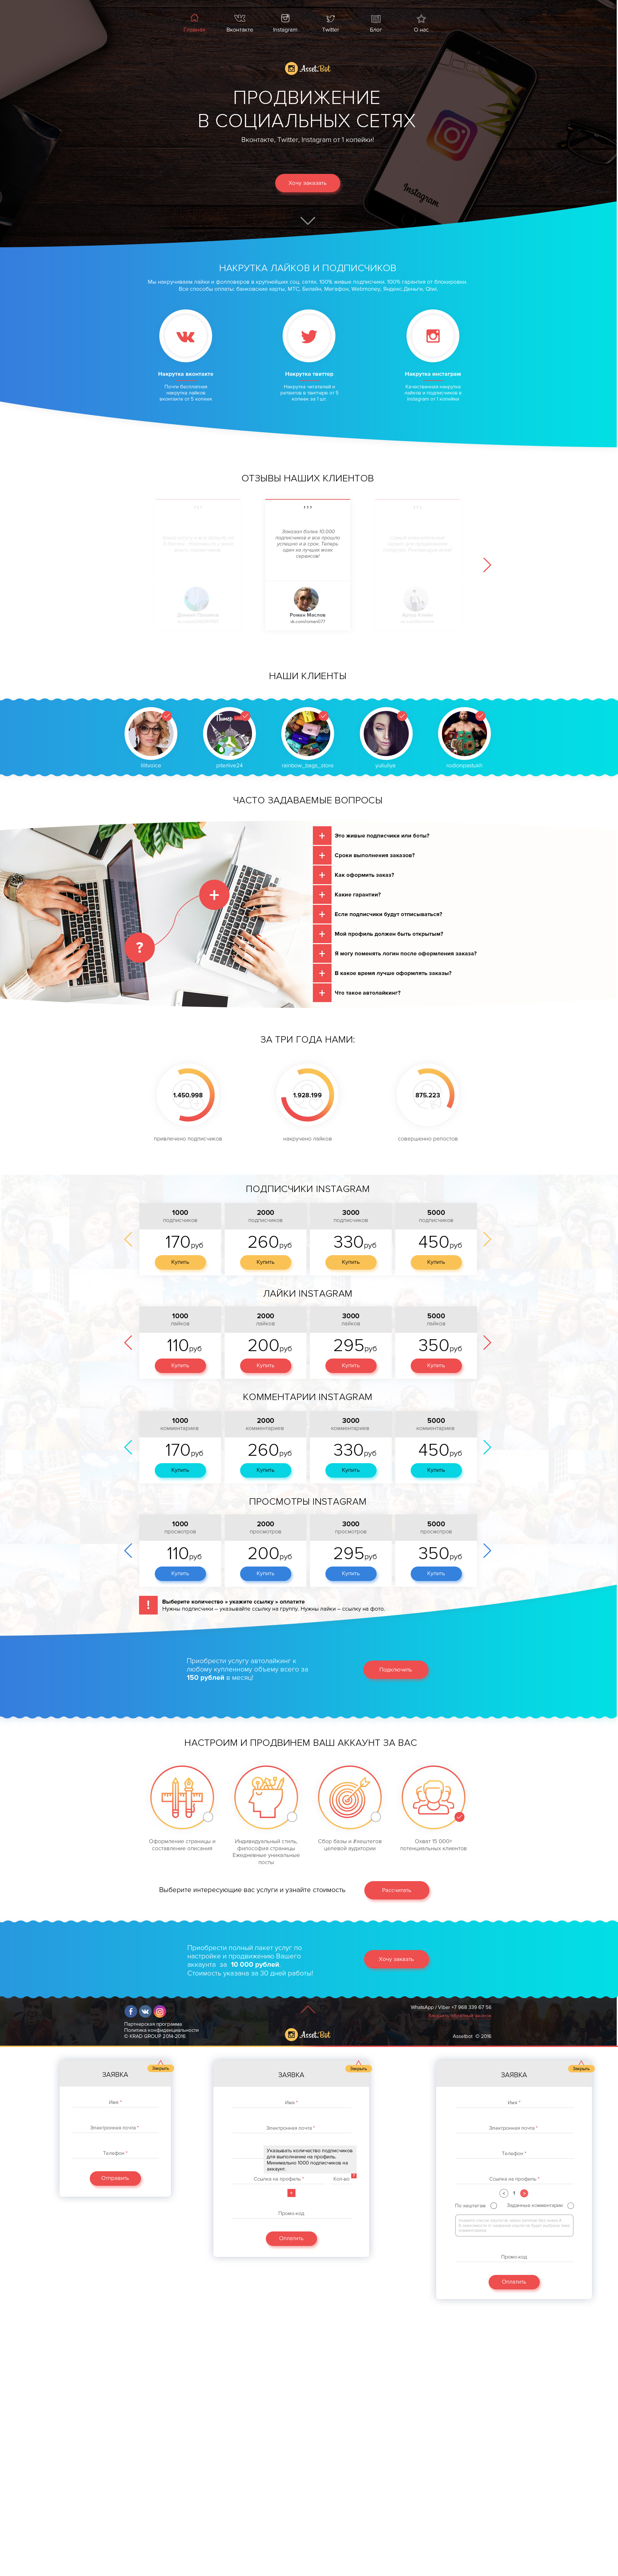 Главная
Вконтакте
Instagram
Twitter
Блог
О нас
Asset:Bot
ПРОДВИЖЕНИЕ
В СОЦИАЛЬНЫХ СЕТЯХ
Вконтакте, Twitter, Instagram от 1 копейки!
Instagram
Хочу заказать
НАКРУТКА ЛАЙКОВ И ПОДПИСЧИКОВ
Мы накручиваем лайки и фолловеров в крупнейших соц. сетях. 100% живые подписчики. 100% гарантия от блокировки.
Все способы оплаты: банковские карты, МТС, Билайн, Мегафон, Webmoney, Яндекс.Деньги, Qiwi.
Накрутка вконтакте
Почти бесплатная
накрутка лайков
вконтакте от 5 копеек
Накрутка твиттер
Накрутка читателей и
ретвитов в твиттере от 5
копеек за 1 шт.
Накрутка инстаграм
Качественная накрутка
лайков и подписчиков в
instagram от 1 копейки
ОТЗЫВЫ НАШИХ КЛИЕНТОВ
Заказал более 10.000
подписчиков и все прошло
успешно и в срок. Теперь
один из лучших моих
сервисов!
Роман Маслов
vk.com/roman077
НАШИ КЛИЕНТЫ
tiltvoice
piterlive24
rainbow_bags_store
yuliuliya
rodionpastukh
ЧАСТО ЗАДАВАЕМЫЕ ВОПРОСЫ
+
?
Это живые подписчики или боты?
Сроки выполнения заказов?
Как оформить заказ?
Какие гарантии?
Если подписчики будут отписываться?
Мой профиль должен быть открытым?
Я могу поменять логин после оформления заказа?
В какое время лучше оформлять заказы?
Что такое автолайкинг?
ЗА ТРИ ГОДА НАМИ:
1.450.998
1.928.199
875.223
привлечено подписчиков
накручено лайков
совершенно репостов
ПОДПИСЧИКИ INSTAGRAM
1000 2000 3000 5000
подписчиков подписчиков подписчиков подписчиков
170руб 260руб 330руб 450руб
Купить Купить Купить Купить
ЛАЙКИ INSTAGRAM
1000 2000 3000 5000
лайков лайков лайков лайков
110руб 200руб 295руб 350руб
Купить Купить Купить Купить
КОММЕНТАРИИ INSTAGRAM
1000 2000 3000 5000
комментариев комментариев комментариев комментариев
170руб 260руб 330руб 450руб
Купить Купить Купить Купить
ПРОСМОТРЫ INSTAGRAM
1000 2000 3000 5000
просмотров просмотров просмотров просмотров
110руб 200руб 295руб 350руб
Купить Купить Купить Купить
!
Выберите количество » укажите ссылку » оплатите
Нужны подписчики – указывайте ссылку на группу. Нужны лайки – ссылку на фото.
Приобрести услугу автолайкинг к
любому купленному объему всего за
150 рублей в месяц!
Подключить
НАСТРОИМ И ПРОДВИНЕМ ВАШ АККАУНТ ЗА ВАС
Оформление страницы и
составление описания
Индивидуальный стиль,
философия страницы
Ежедневные уникальные
посты
Сбор базы и #хештегов
целевой аудитории
Охват 15 000+
потенциальных клиентов
Выберите интересующие вас услуги и узнайте стоимость
Рассчитать
Приобрести полный пакет услуг по
настройке и продвижению Вашего
аккаунта за 10 000 рублей.
Стоимость указана за 30 дней работы!
Хочу заказть
Партнерская программа
Политика конфиденциальности
© KRAD GROUP 2014-2016
Asset:Bot
WhatsApp / Viber +7 968 339 67 56
Заказать обратный звонок
Assetbot © 2016
Закрыть
ЗАЯВКА
Имя *
Электронная почта *
Телефон *
Отправить
Закрыть
ЗАЯВКА
Имя *
Электронная почта *
Указывать количество подписчиков
для выполнение на профиль.
Минимально 1000 подписчиков на
аккаунт.
?
Ссылка на профиль * Кол-во
+
Промо-код
Оплатить
Закрыть
ЗАЯВКА
Имя *
Электронная почта *
Телефон *
Ссылка на профиль *
1
По хештегам
Заданные комментарии
Промо-код
Оплатить